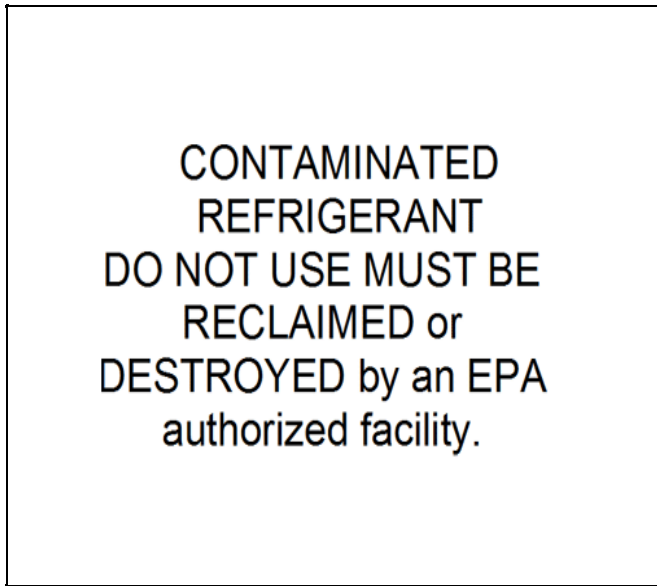 CONTAMINATED
REFRIGERANT
DO NOT USE MUST BE
RECLAIMED or
DESTROYED by an EPA
authorized facility.